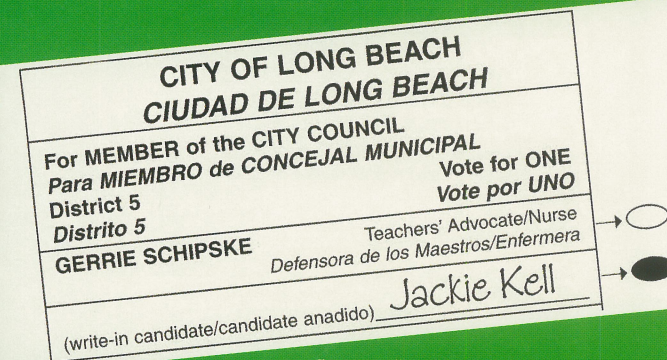 CITY OF LONG BEACH
CIUDAD DE LONG BEACH
For MEMBER of the CITY COUNCIL
Para MIEMBRO de CONCEJAL MUNICIPAL
District 5 Vote for ONE
Distrito 5 Vote por UNO
GERRIE SCHIPSKE Teachers' Advocate/Nurse
Defensora de los Maestros/Enfermera
(write-in candidate/candidate anadido) Jackie Kell